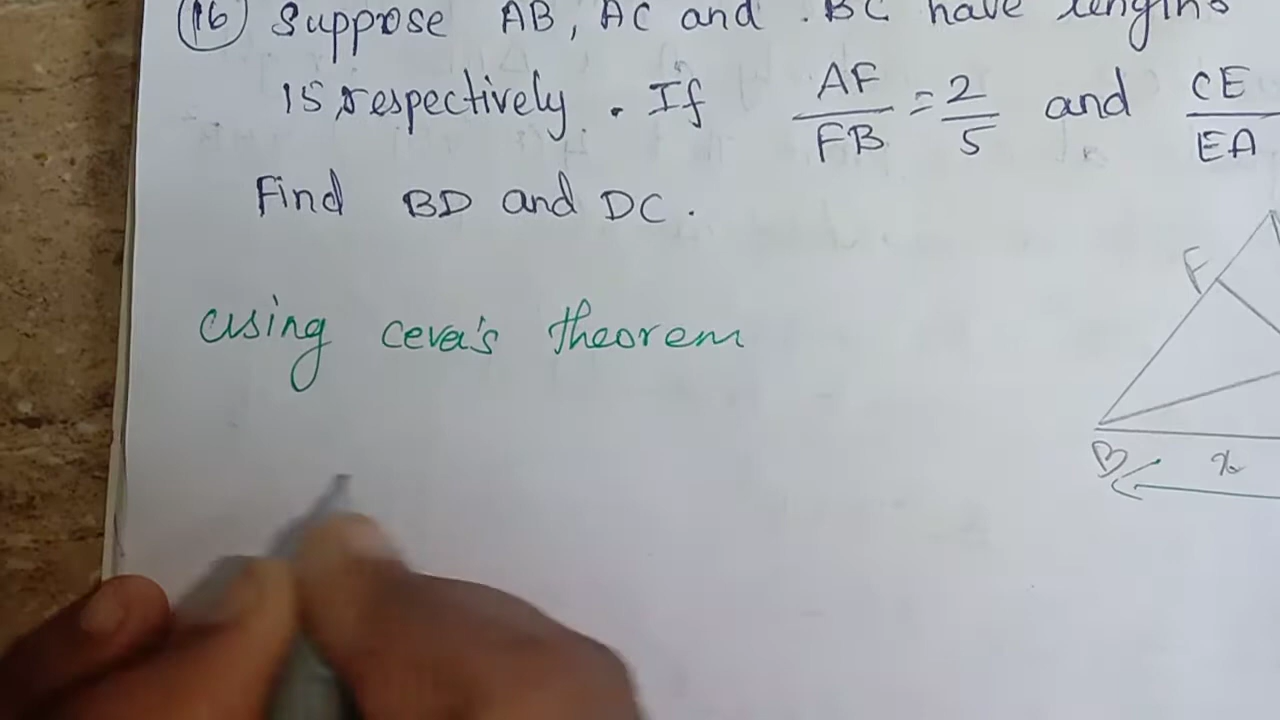 16 Suppose AB, AC and BC have lengths
15 respectively. If AF/FB = 2/5 and CE/EA
Find BD and DC.
F
using ceva's theorem
B x